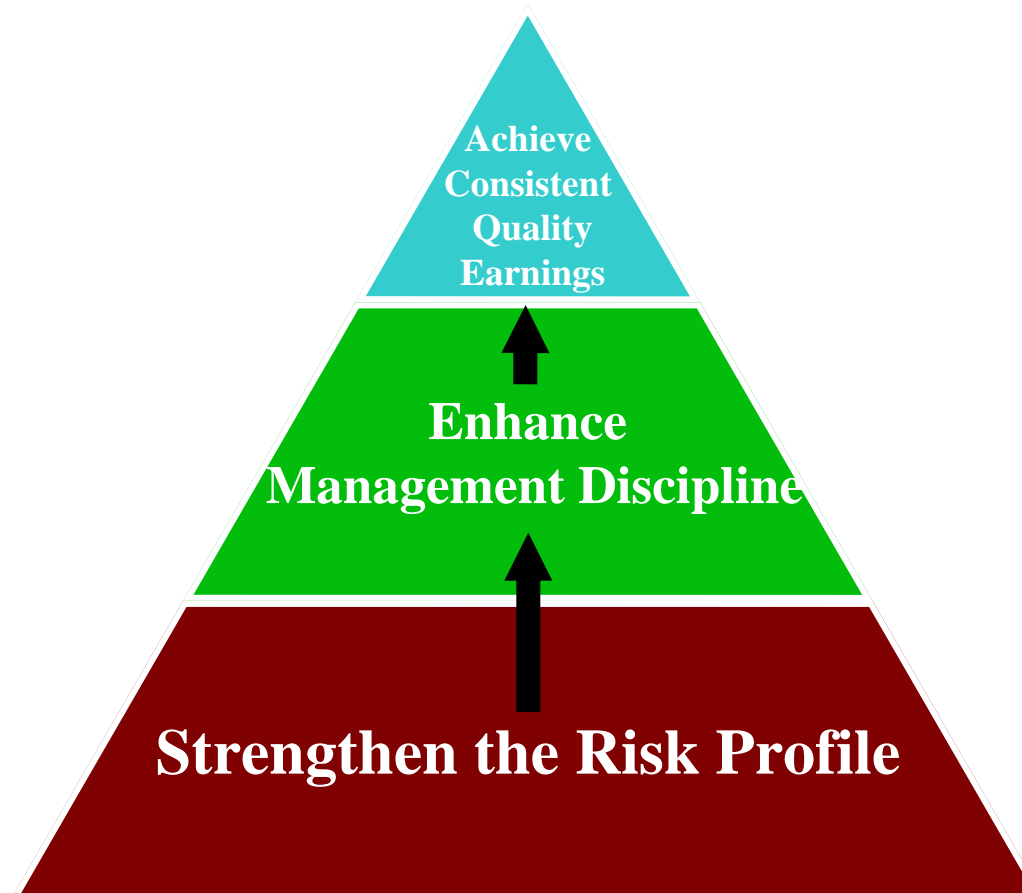 Achieve
Consistent
Quality
Earnings
Enhance
Management Discipline
Strengthen the Risk Profile